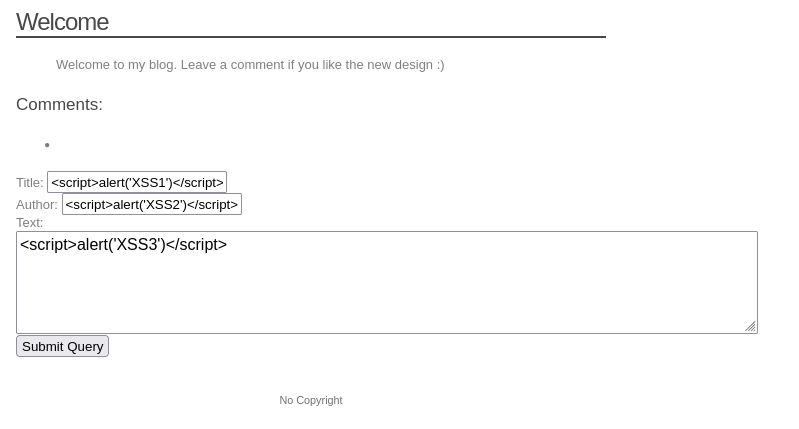 Welcome
Welcome to my blog. Leave a comment if you like the new design :)
Comments:
Title: <script>alert('XSS1')</script>
Author: <script>alert('XSS2')</script>
Text:
<script>alert('XSS3')</script>
Submit Query
No Copyright